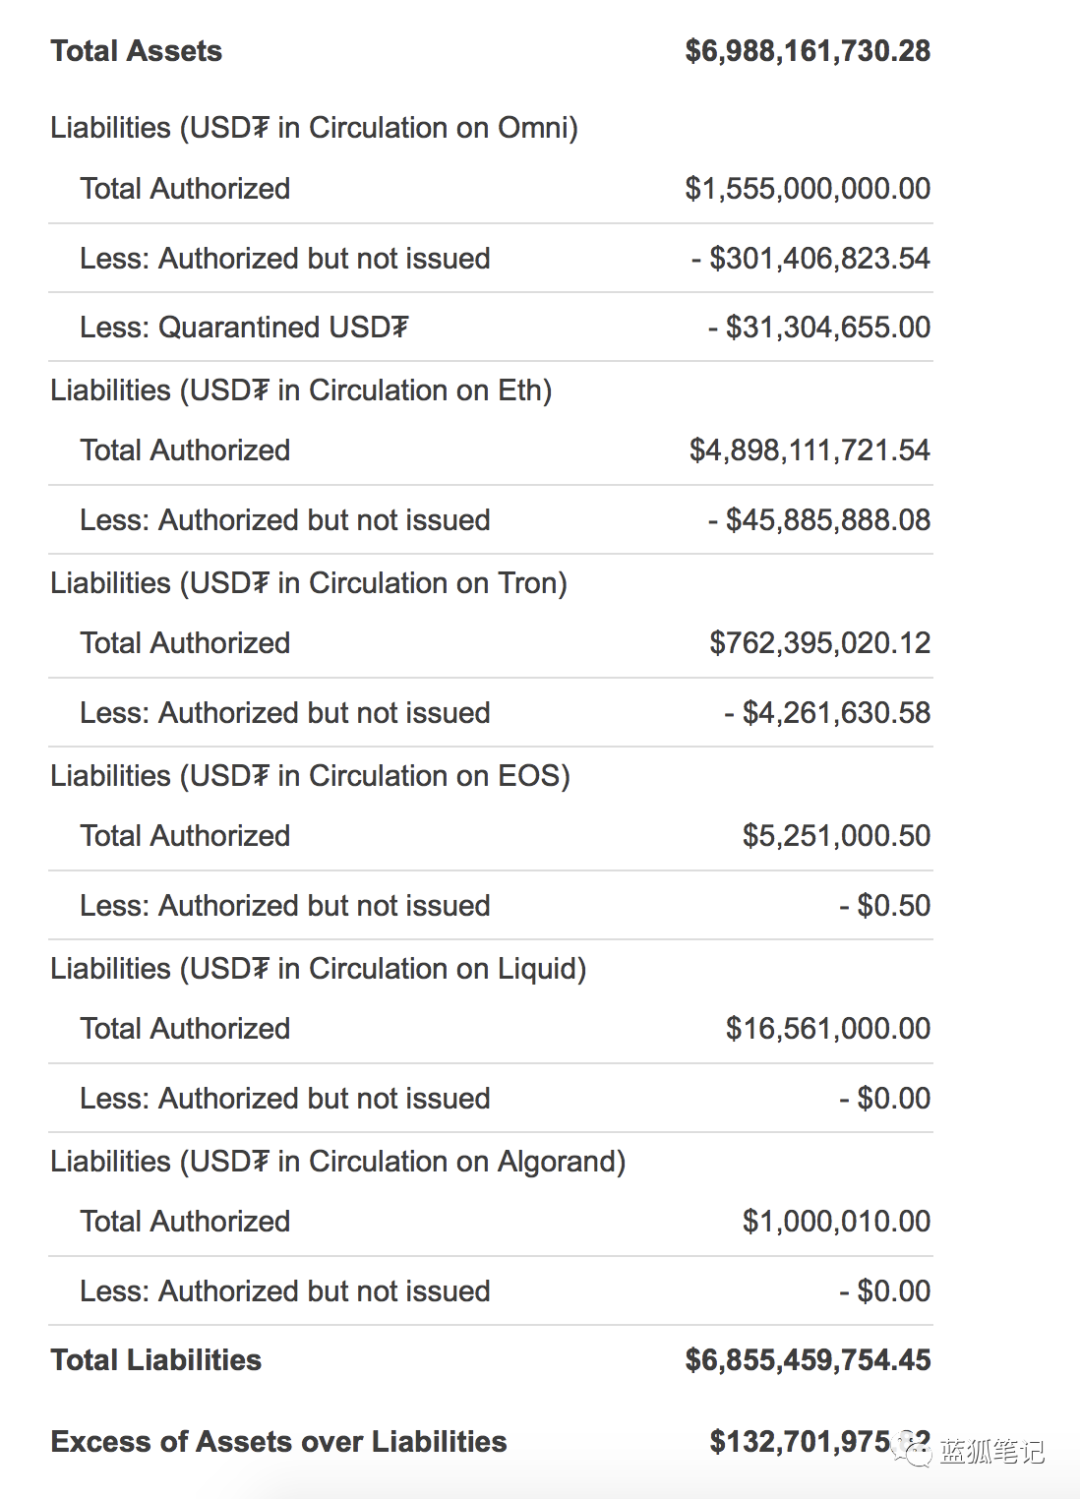 Total Assets $6,988,161,730.28
Liabilities (USD₮ in Circulation on Omni)
Total Authorized $1,555,000,000.00
Less: Authorized but not issued - $301,406,823.54
Less: Quarantined USD₮ - $31,304,655.00
Liabilities (USD₮ in Circulation on Eth)
Total Authorized $4,898,111,721.54
Less: Authorized but not issued - $45,885,888.08
Liabilities (USD₮ in Circulation on Tron)
Total Authorized $762,395,020.12
Less: Authorized but not issued - $4,261,630.58
Liabilities (USD₮ in Circulation on EOS)
Total Authorized $5,251,000.50
Less: Authorized but not issued - $0.50
Liabilities (USD₮ in Circulation on Liquid)
Total Authorized $16,561,000.00
Less: Authorized but not issued - $0.00
Liabilities (USD₮ in Circulation on Algorand)
Total Authorized $1,000,010.00
Less: Authorized but not issued - $0.00
Total Liabilities $6,855,459,754.45
Excess of Assets over Liabilities
蓝狐笔记